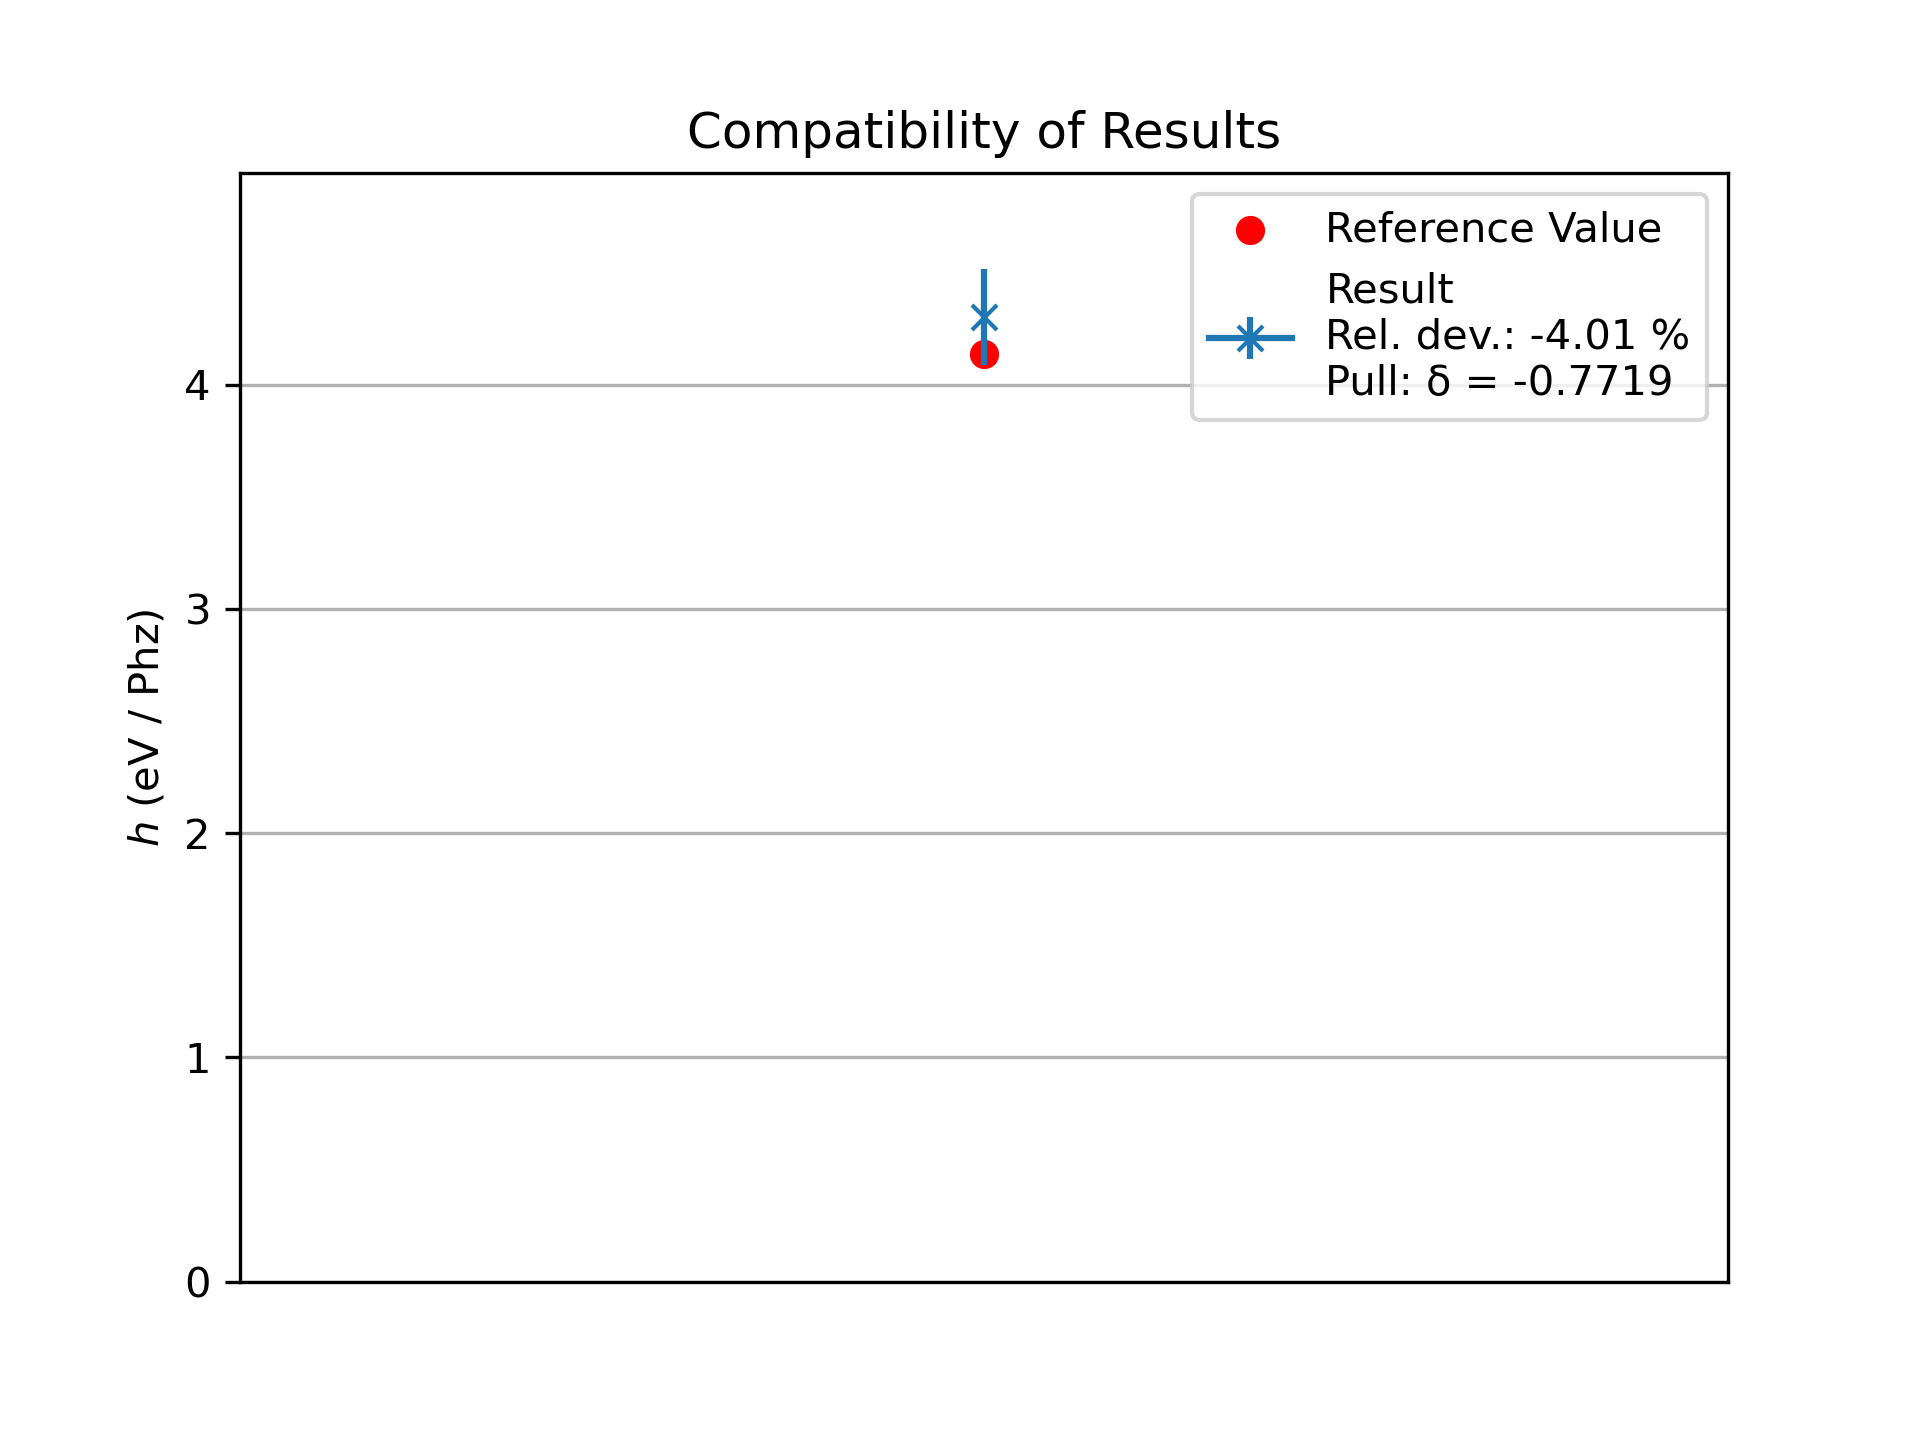 Compatibility of Results
Reference Value
Result
Rel. dev.: -4.01 %
Pull: δ = -0.7719
h (eV / Phz)
4
3
2
1
0